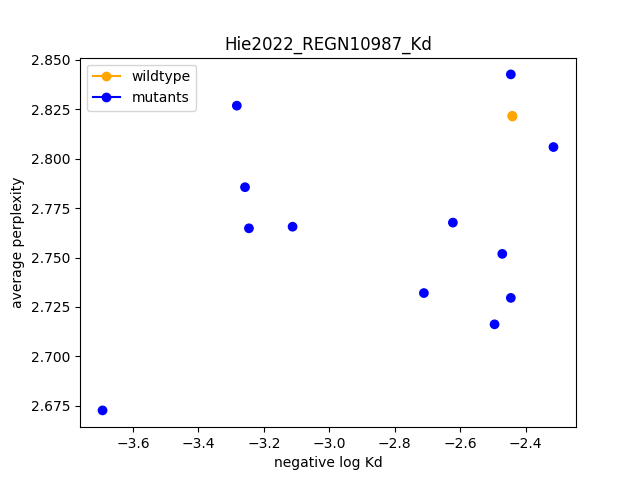 Hie2022_REGN10987_Kd
wildtype
mutants
average perplexity
2.850
2.825
2.800
2.775
2.750
2.725
2.700
2.675
−3.6 −3.4 −3.2 −3.0 −2.8 −2.6 −2.4
negative log Kd